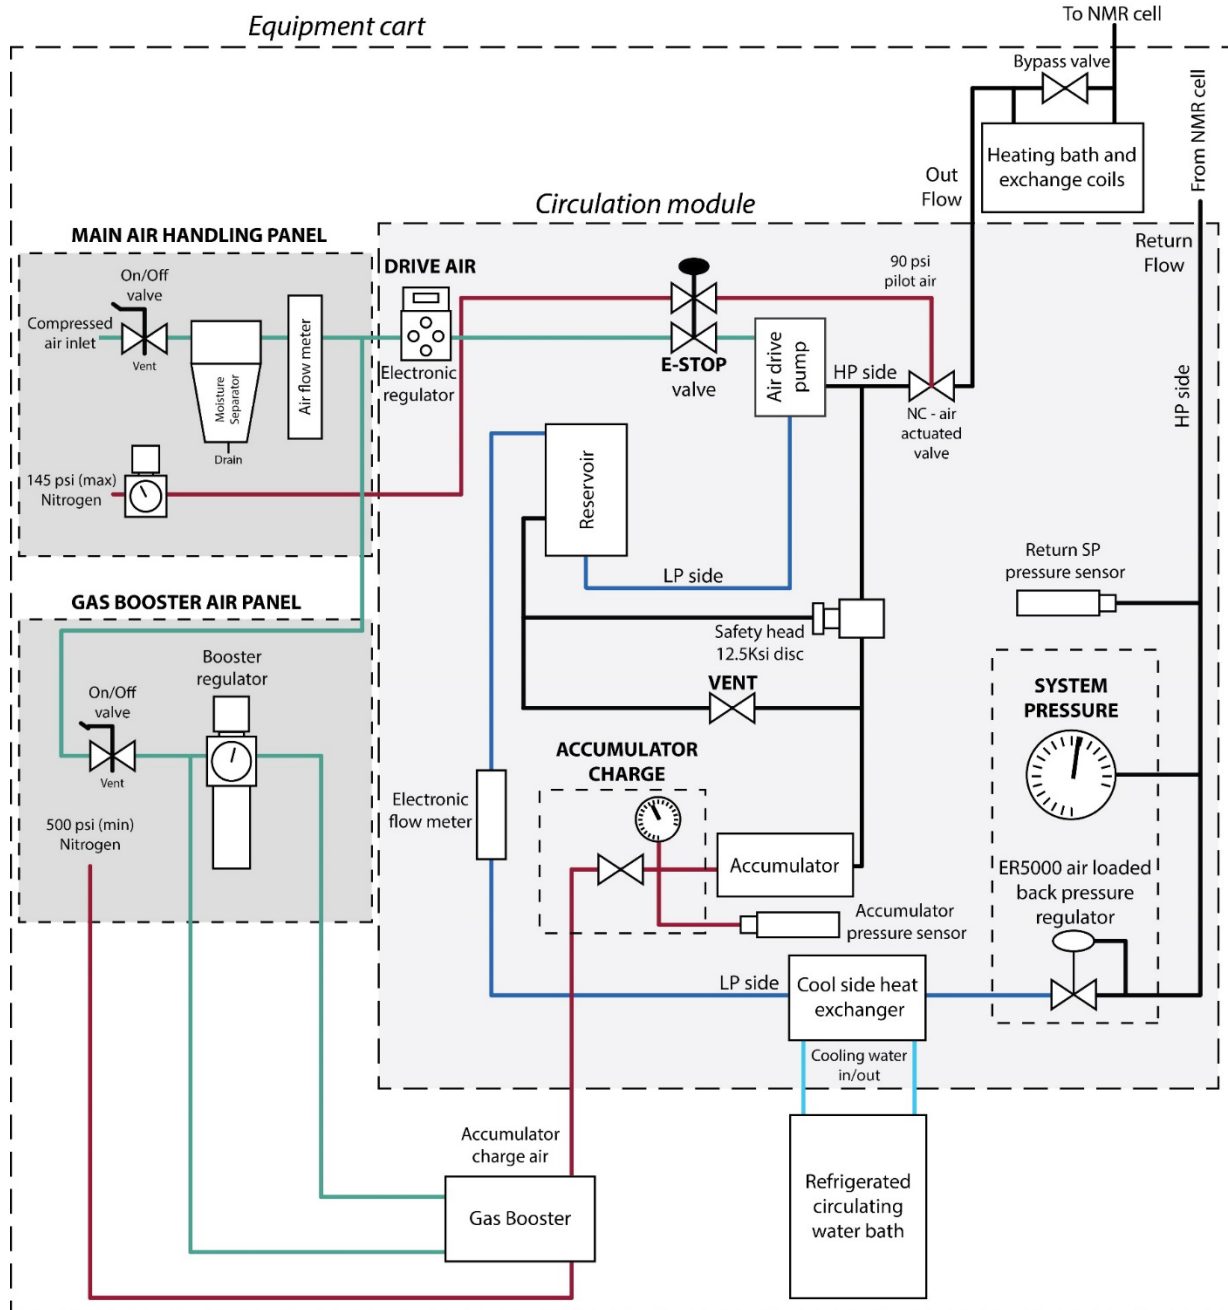 Equipment cart
To NMR cell
Bypass valve
From NMR cell
Heating bath and
exchange coils
Out
Flow
Circulation module
MAIN AIR HANDLING PANEL
Return
Flow
On/Off
valve
DRIVE AIR
90 psi
pilot air
Compressed
air inlet
Vent
Moisture
Separator
Drain
Air flow meter
Electronic
regulator
E-STOP
valve
Air drive
pump
HP side
NC - air
actuated
valve
HP side
145 psi (max)
Nitrogen
Reservoir
LP side
Return SP
pressure sensor
GAS BOOSTER AIR PANEL
Safety head
12.5Ksi disc
Booster
regulator
On/Off
valve
Vent
VENT
SYSTEM
PRESSURE
ACCUMULATOR
CHARGE
Electronic
flow meter
500 psi (min)
Nitrogen
Accumulator
ER5000 air loaded
back pressure
regulator
Accumulator
pressure sensor
LP side
Cool side heat
exchanger
Cooling water
in/out
Accumulator
charge air
Gas Booster
Refrigerated
circulating
water bath